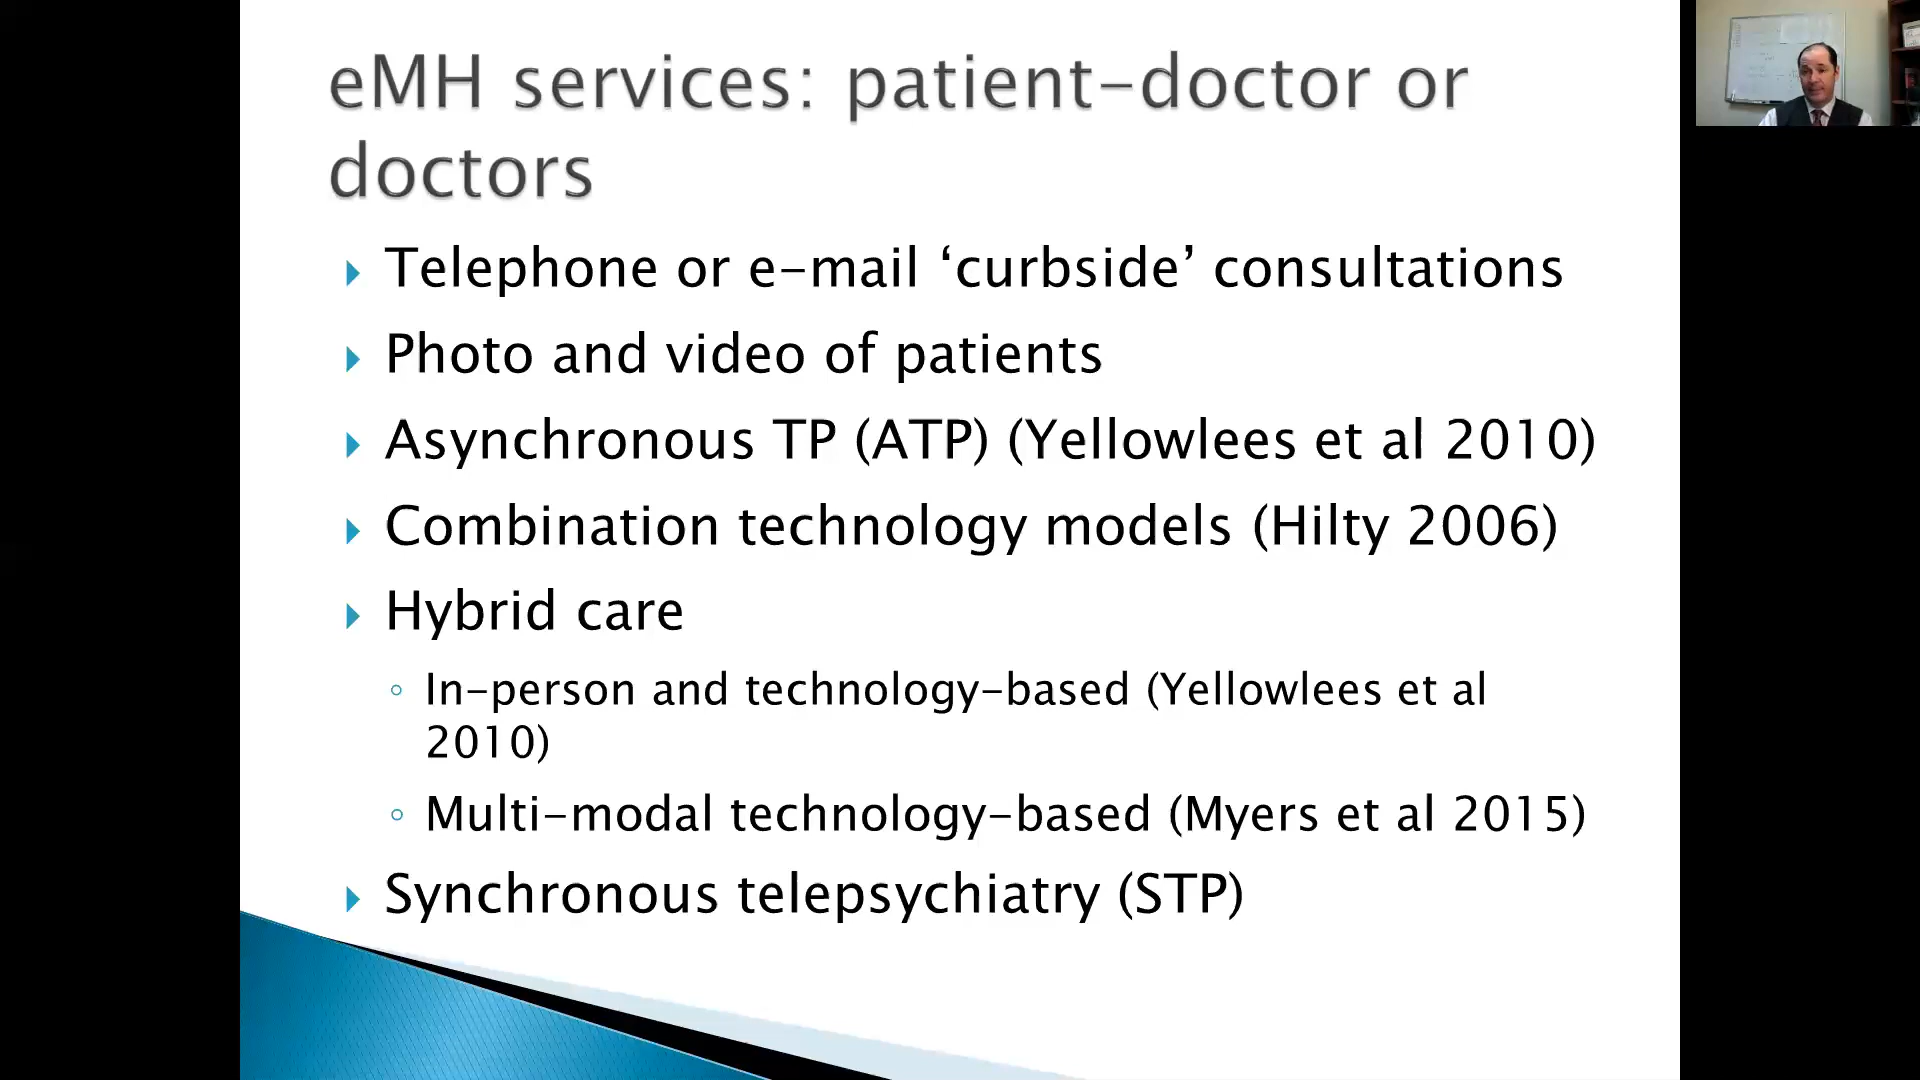 eMH services: patient-doctor or
doctors
Telephone or e-mail ‘curbside’ consultations
Photo and video of patients
Asynchronous TP (ATP) (Yellowlees et al 2010)
Combination technology models (Hilty 2006)
Hybrid care
In-person and technology-based (Yellowlees et al
2010)
Multi-modal technology-based (Myers et al 2015)
Synchronous telepsychiatry (STP)